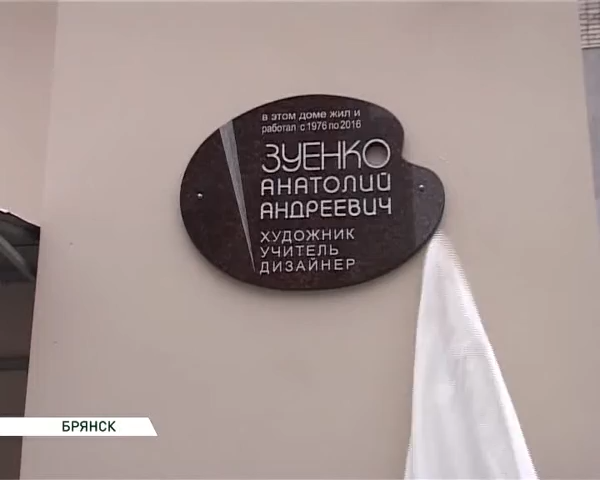 в этом доме жил и
работал с 1976 по 2016
ЗУЕНКО
АНАТОЛИЙ
АНДРЕЕВИЧ
ХУДОЖНИК
УЧИТЕЛЬ
ДИЗАЙНЕР
БРЯНСК